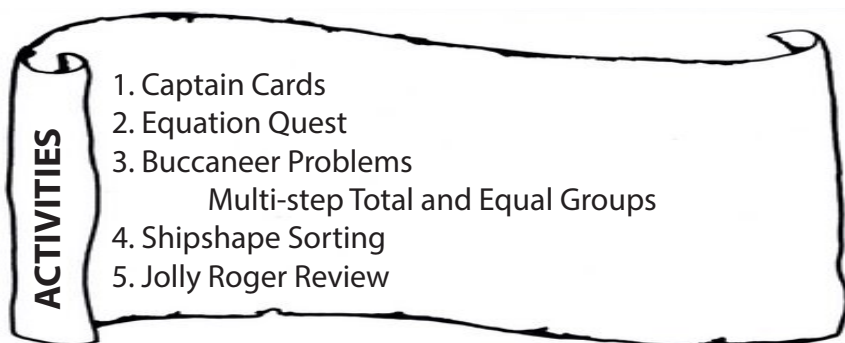 ACTIVITIES
1. Captain Cards
2. Equation Quest
3. Buccaneer Problems
Multi-step Total and Equal Groups
4. Shipshape Sorting
5. Jolly Roger Review